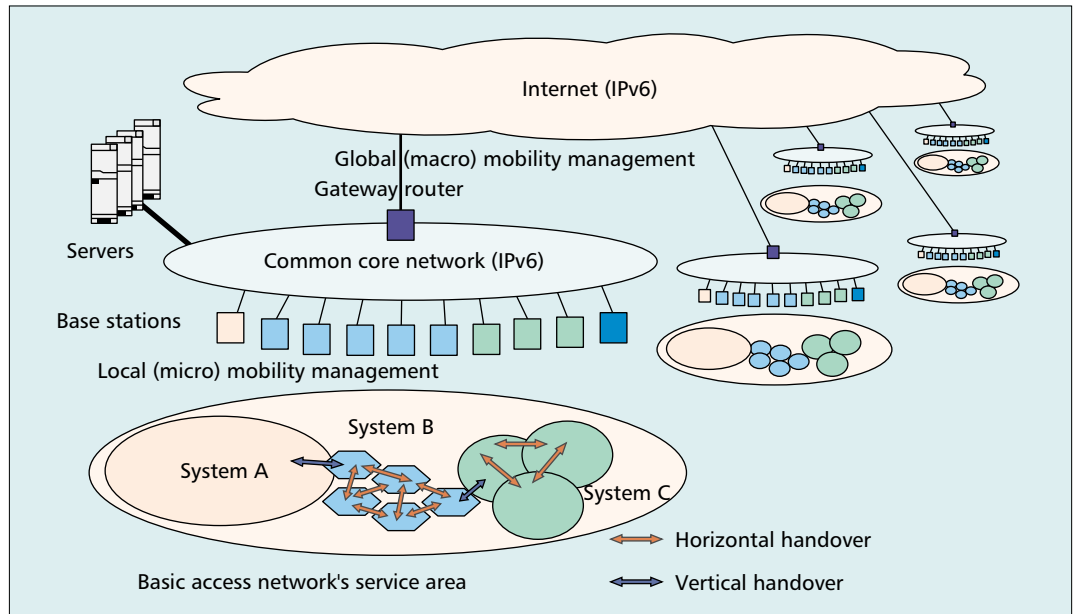 Internet (IPv6)
Global (macro) mobility management
Gateway router
Servers
Common core network (IPv6)
Base stations
Local (micro) mobility management
System B
System A
System C
Horizontal handover
Basic access network's service area
Vertical handover